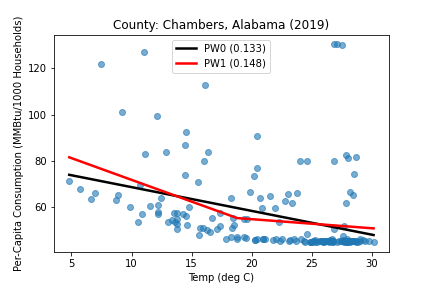 County: Chambers, Alabama (2019)
PW0 (0.133)
PW1 (0.148)
Per-Capita Consumption (MMBtu/1000 Households)
120
100
80
60
5 10 15 20 25 30
Temp (deg C)